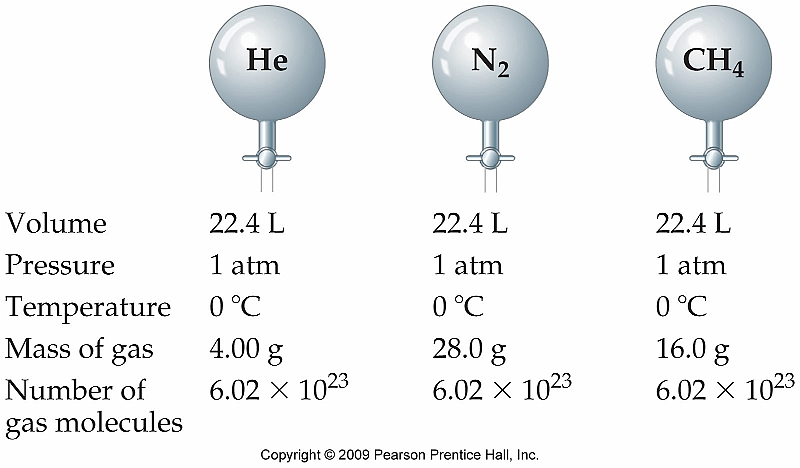 He N₂ CH₄
Volume 22.4 L 22.4 L 22.4 L
Pressure 1 atm 1 atm 1 atm
Temperature 0 °C 0 °C 0 °C
Mass of gas 4.00 g 28.0 g 16.0 g
Number of 6.02 × 10²³ 6.02 × 10²³ 6.02 × 10²³
gas molecules
Copyright © 2009 Pearson Prentice Hall, Inc.